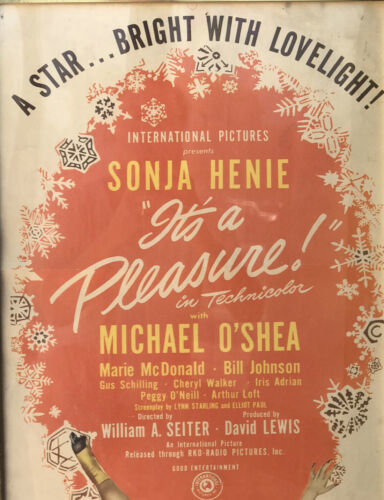 A STAR...BRIGHT WITH LOVELIGHT!
INTERNATIONAL PICTURES
presents
SONJA HENIE
"It's a
Pleasure!"
in Technicolor
with
MICHAEL O'SHEA
Marie McDonald · Bill Johnson
Gus Schilling · Cheryl Walker · Iris Adrian
Peggy O'Neill · Arthur Loft
Screenplay by LYNN STARLING and ELLIOT PAUL
Directed by Produced by
William A. SEITER · David LEWIS
An International Picture
Released through RKO-RADIO PICTURES, Inc.
GOOD ENTERTAINMENT